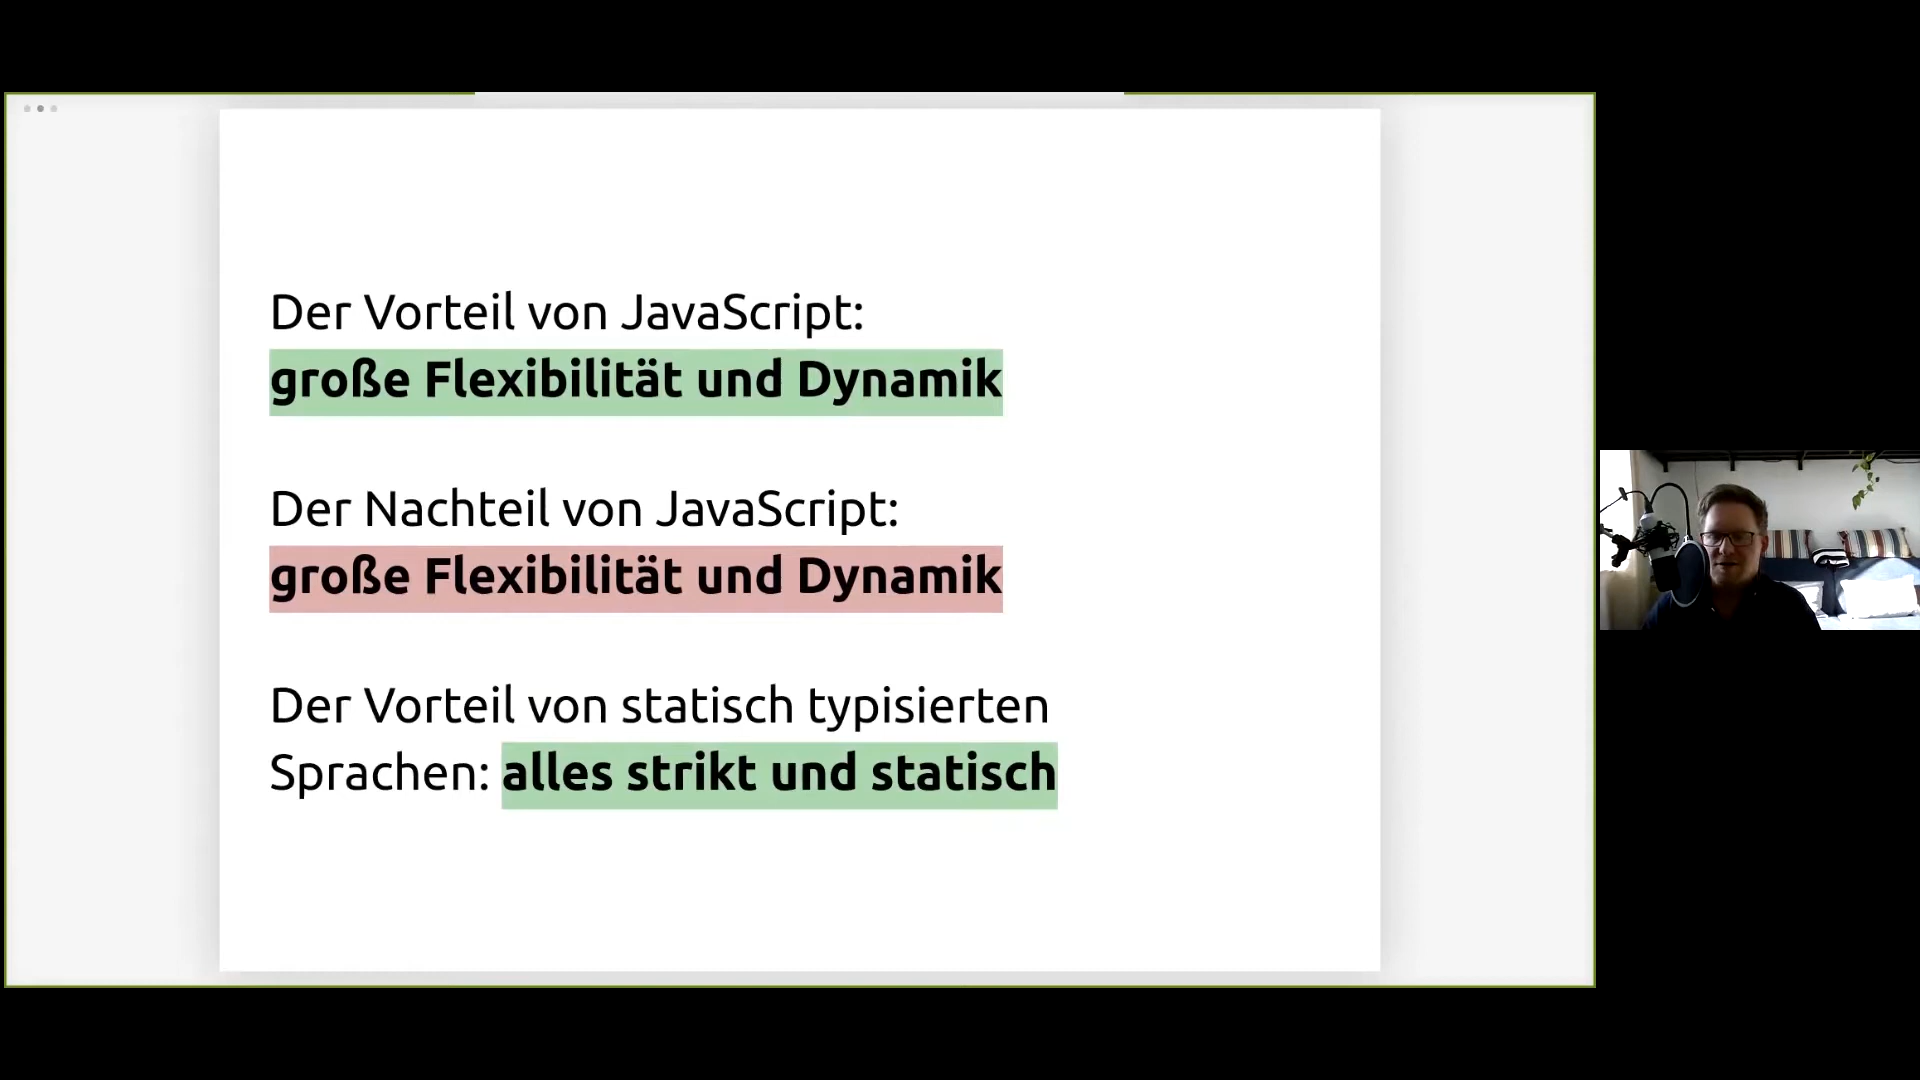 Der Vorteil von JavaScript:
große Flexibilität und Dynamik
Der Nachteil von JavaScript:
große Flexibilität und Dynamik
Der Vorteil von statisch typisierten
Sprachen: alles strikt und statisch